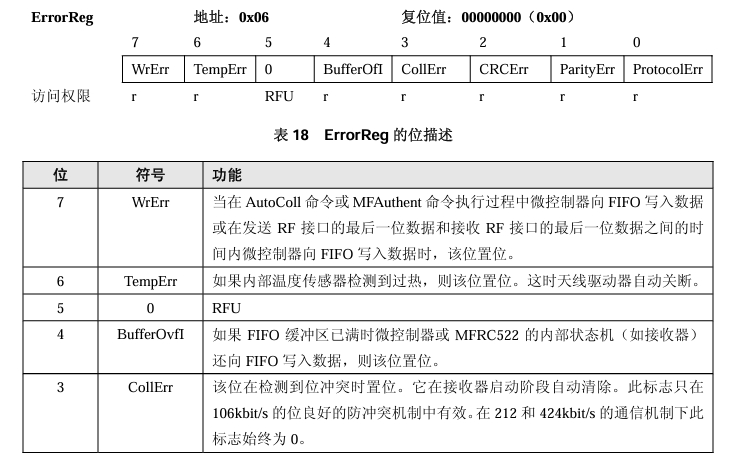 ErrorReg 地址：0x06 复位值：00000000（0x00）
7 6 5 4 3 2 1 0
WrErr TempErr 0 BufferOfI CollErr CRCErr ParityErr ProtocolErr
访问权限 r r RFU r r r r r
表 18 ErrorReg 的位描述
位 符号 功能
7 WrErr 当在 AutoColl 命令或 MFAuthent 命令执行过程中微控制器向 FIFO 写入数据
或在发送 RF 接口的最后一位数据和接收 RF 接口的最后一位数据之间的时
间内微控制器向 FIFO 写入数据时，该位置位。
6 TempErr 如果内部温度传感器检测到过热，则该位置位。这时天线驱动器自动关断。
5 0 RFU
4 BufferOvfI 如果 FIFO 缓冲区已满时微控制器或 MFRC522 的内部状态机（如接收器）
还向 FIFO 写入数据，则该位置位。
3 CollErr 该位在检测到位冲突时置位。它在接收器启动阶段自动清除。此标志只在
106kbit/s 的位良好的防冲突机制中有效。在 212 和 424kbit/s 的通信机制下此
标志始终为 0。